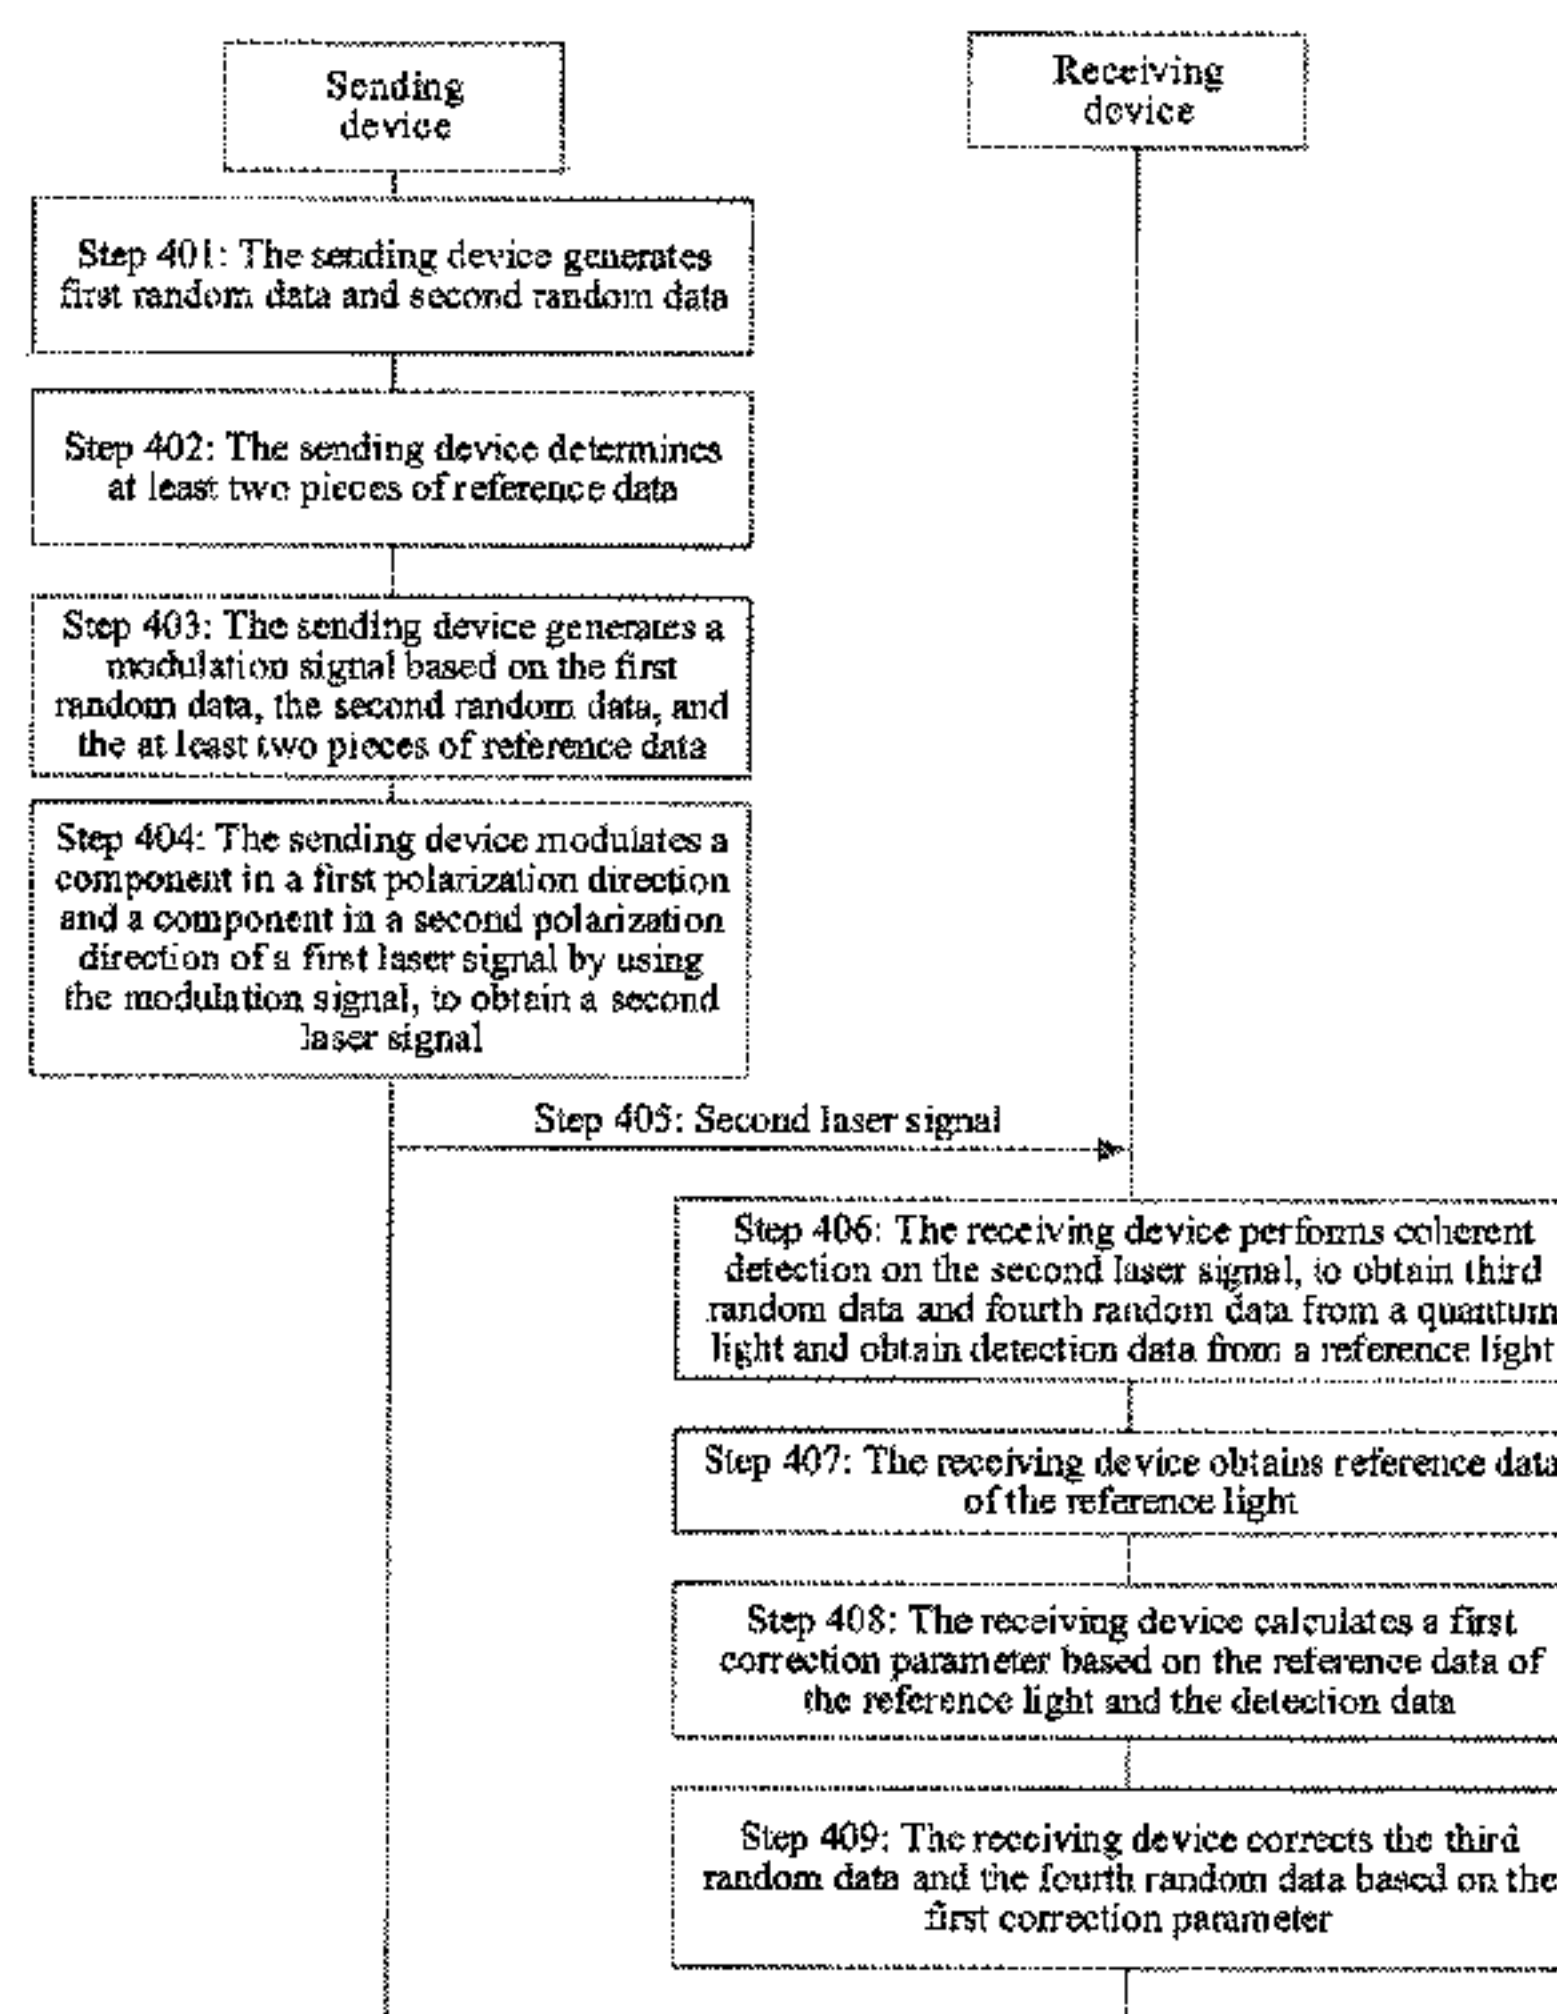 Sending
device
Receiving
device
Step 401: The sending device generates
first random data and second random data
Step 402: The sending device determines
at least two pieces of reference data
Step 403: The sending device generates a
modulation signal based on the first
random data, the second random data, and
the at least two pieces of reference data
Step 404: The sending device modulates a
component in a first polarization direction
and a component in a second polarization
direction of a first laser signal by using
the modulation signal, to obtain a second
laser signal
Step 405: Second laser signal
Step 406: The receiving device performs coherent
detection on the second laser signal, to obtain third
random data and fourth random data from a quantum
light and obtain detection data from a reference light
Step 407: The receiving device obtains reference data
of the reference light
Step 408: The receiving device calculates a first
correction parameter based on the reference data of
the reference light and the detection data
Step 409: The receiving device corrects the third
random data and the fourth random data based on the
first correction parameter